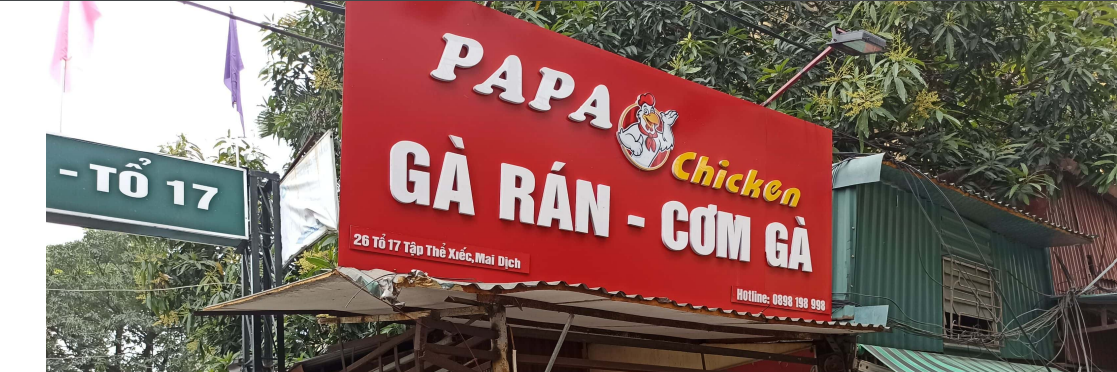 - TỔ 17
PAPA
Chicken
GÀ RÁN - CƠM GÀ
26 Tổ 17 Tập Thể Xiếc, Mai Dịch
Hotline: 0898 198 998